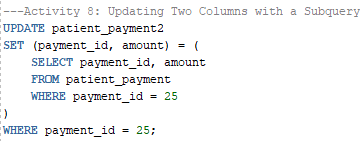 ---Activity 8: Updating Two Columns with a Subquery
UPDATE patient_payment2
SET (payment_id, amount) = (
    SELECT payment_id, amount
    FROM patient_payment
    WHERE payment_id = 25
)
WHERE payment_id = 25;